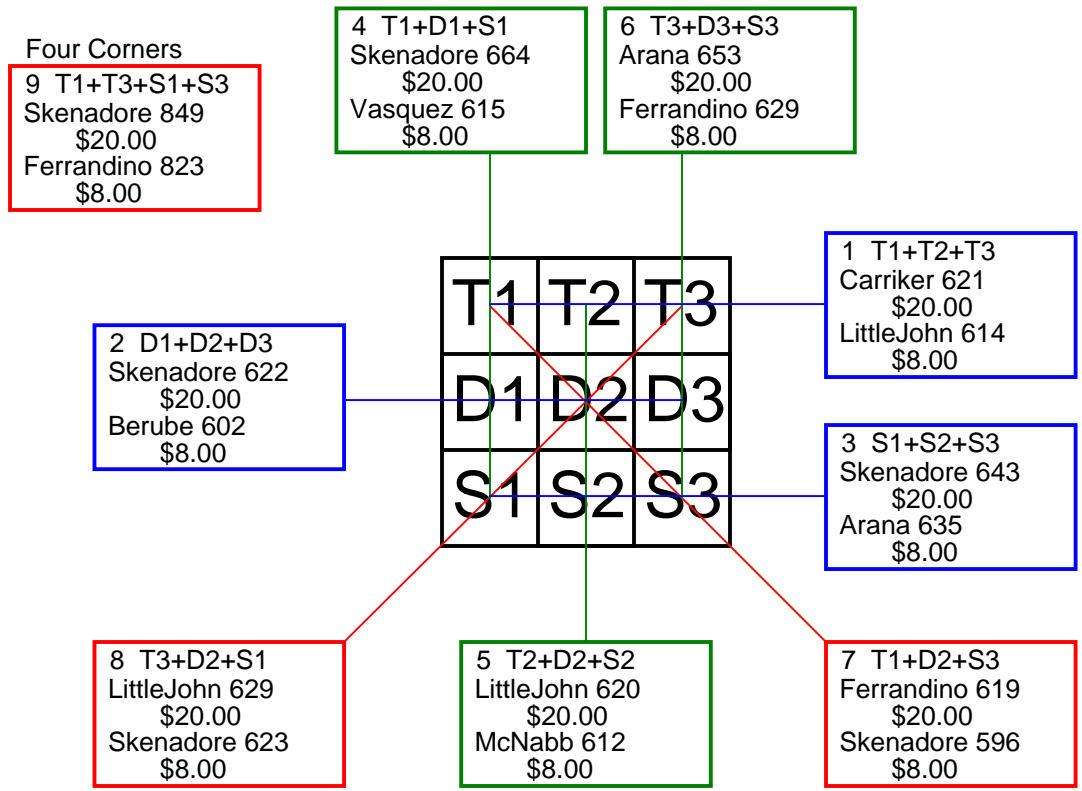 4 T1+D1+S1
Skenadore 664
$20.00
Vasquez 615
$8.00
6 T3+D3+S3
Arana 653
$20.00
Ferrandino 629
$8.00
Four Corners
9 T1+T3+S1+S3
Skenadore 849
$20.00
Ferrandino 823
$8.00
1 T1+T2+T3
Carriker 621
$20.00
LittleJohn 614
$8.00
T1 T2 T3
D1 D2 D3
S1 S2 S3
2 D1+D2+D3
Skenadore 622
$20.00
Berube 602
$8.00
3 S1+S2+S3
Skenadore 643
$20.00
Arana 635
$8.00
8 T3+D2+S1
LittleJohn 629
$20.00
Skenadore 623
$8.00
5 T2+D2+S2
LittleJohn 620
$20.00
McNabb 612
$8.00
7 T1+D2+S3
Ferrandino 619
$20.00
Skenadore 596
$8.00